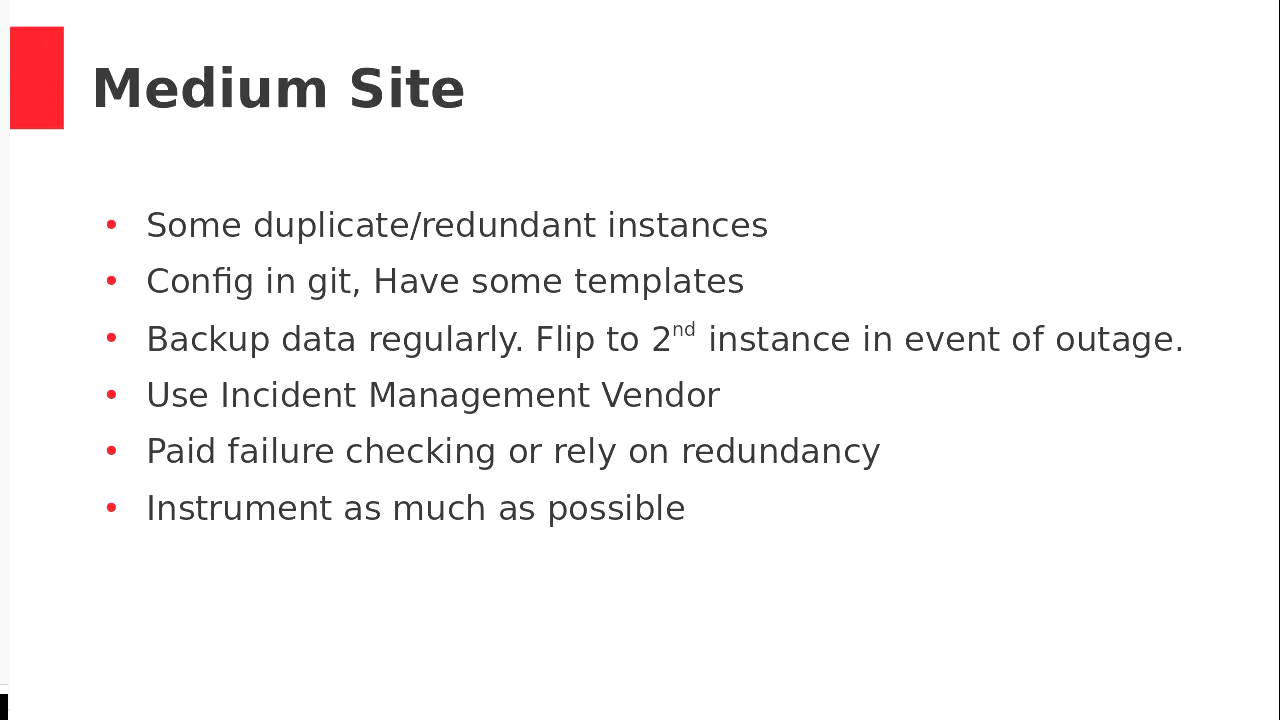 Medium Site
• Some duplicate/redundant instances
• Config in git, Have some templates
• Backup data regularly. Flip to 2nd instance in event of outage.
• Use Incident Management Vendor
• Paid failure checking or rely on redundancy
• Instrument as much as possible